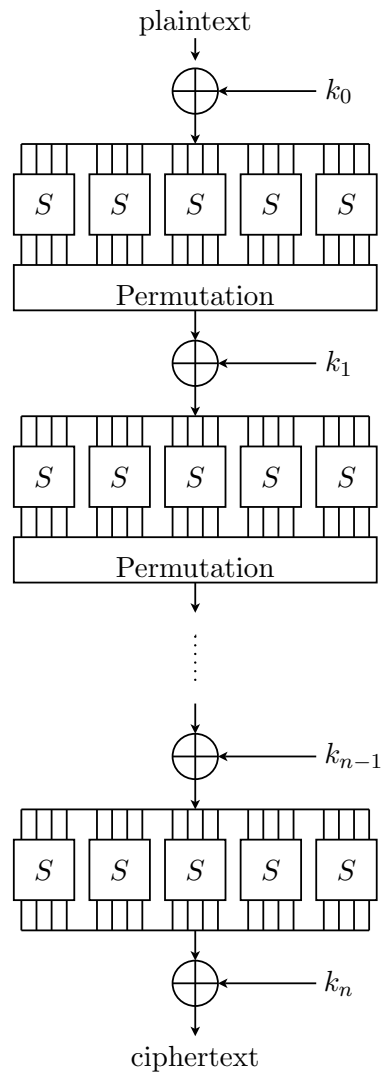 plaintext
k₀
S S S S S
Permutation
k₁
S S S S S
Permutation
kₙ₋₁
S S S S S
kₙ
ciphertext